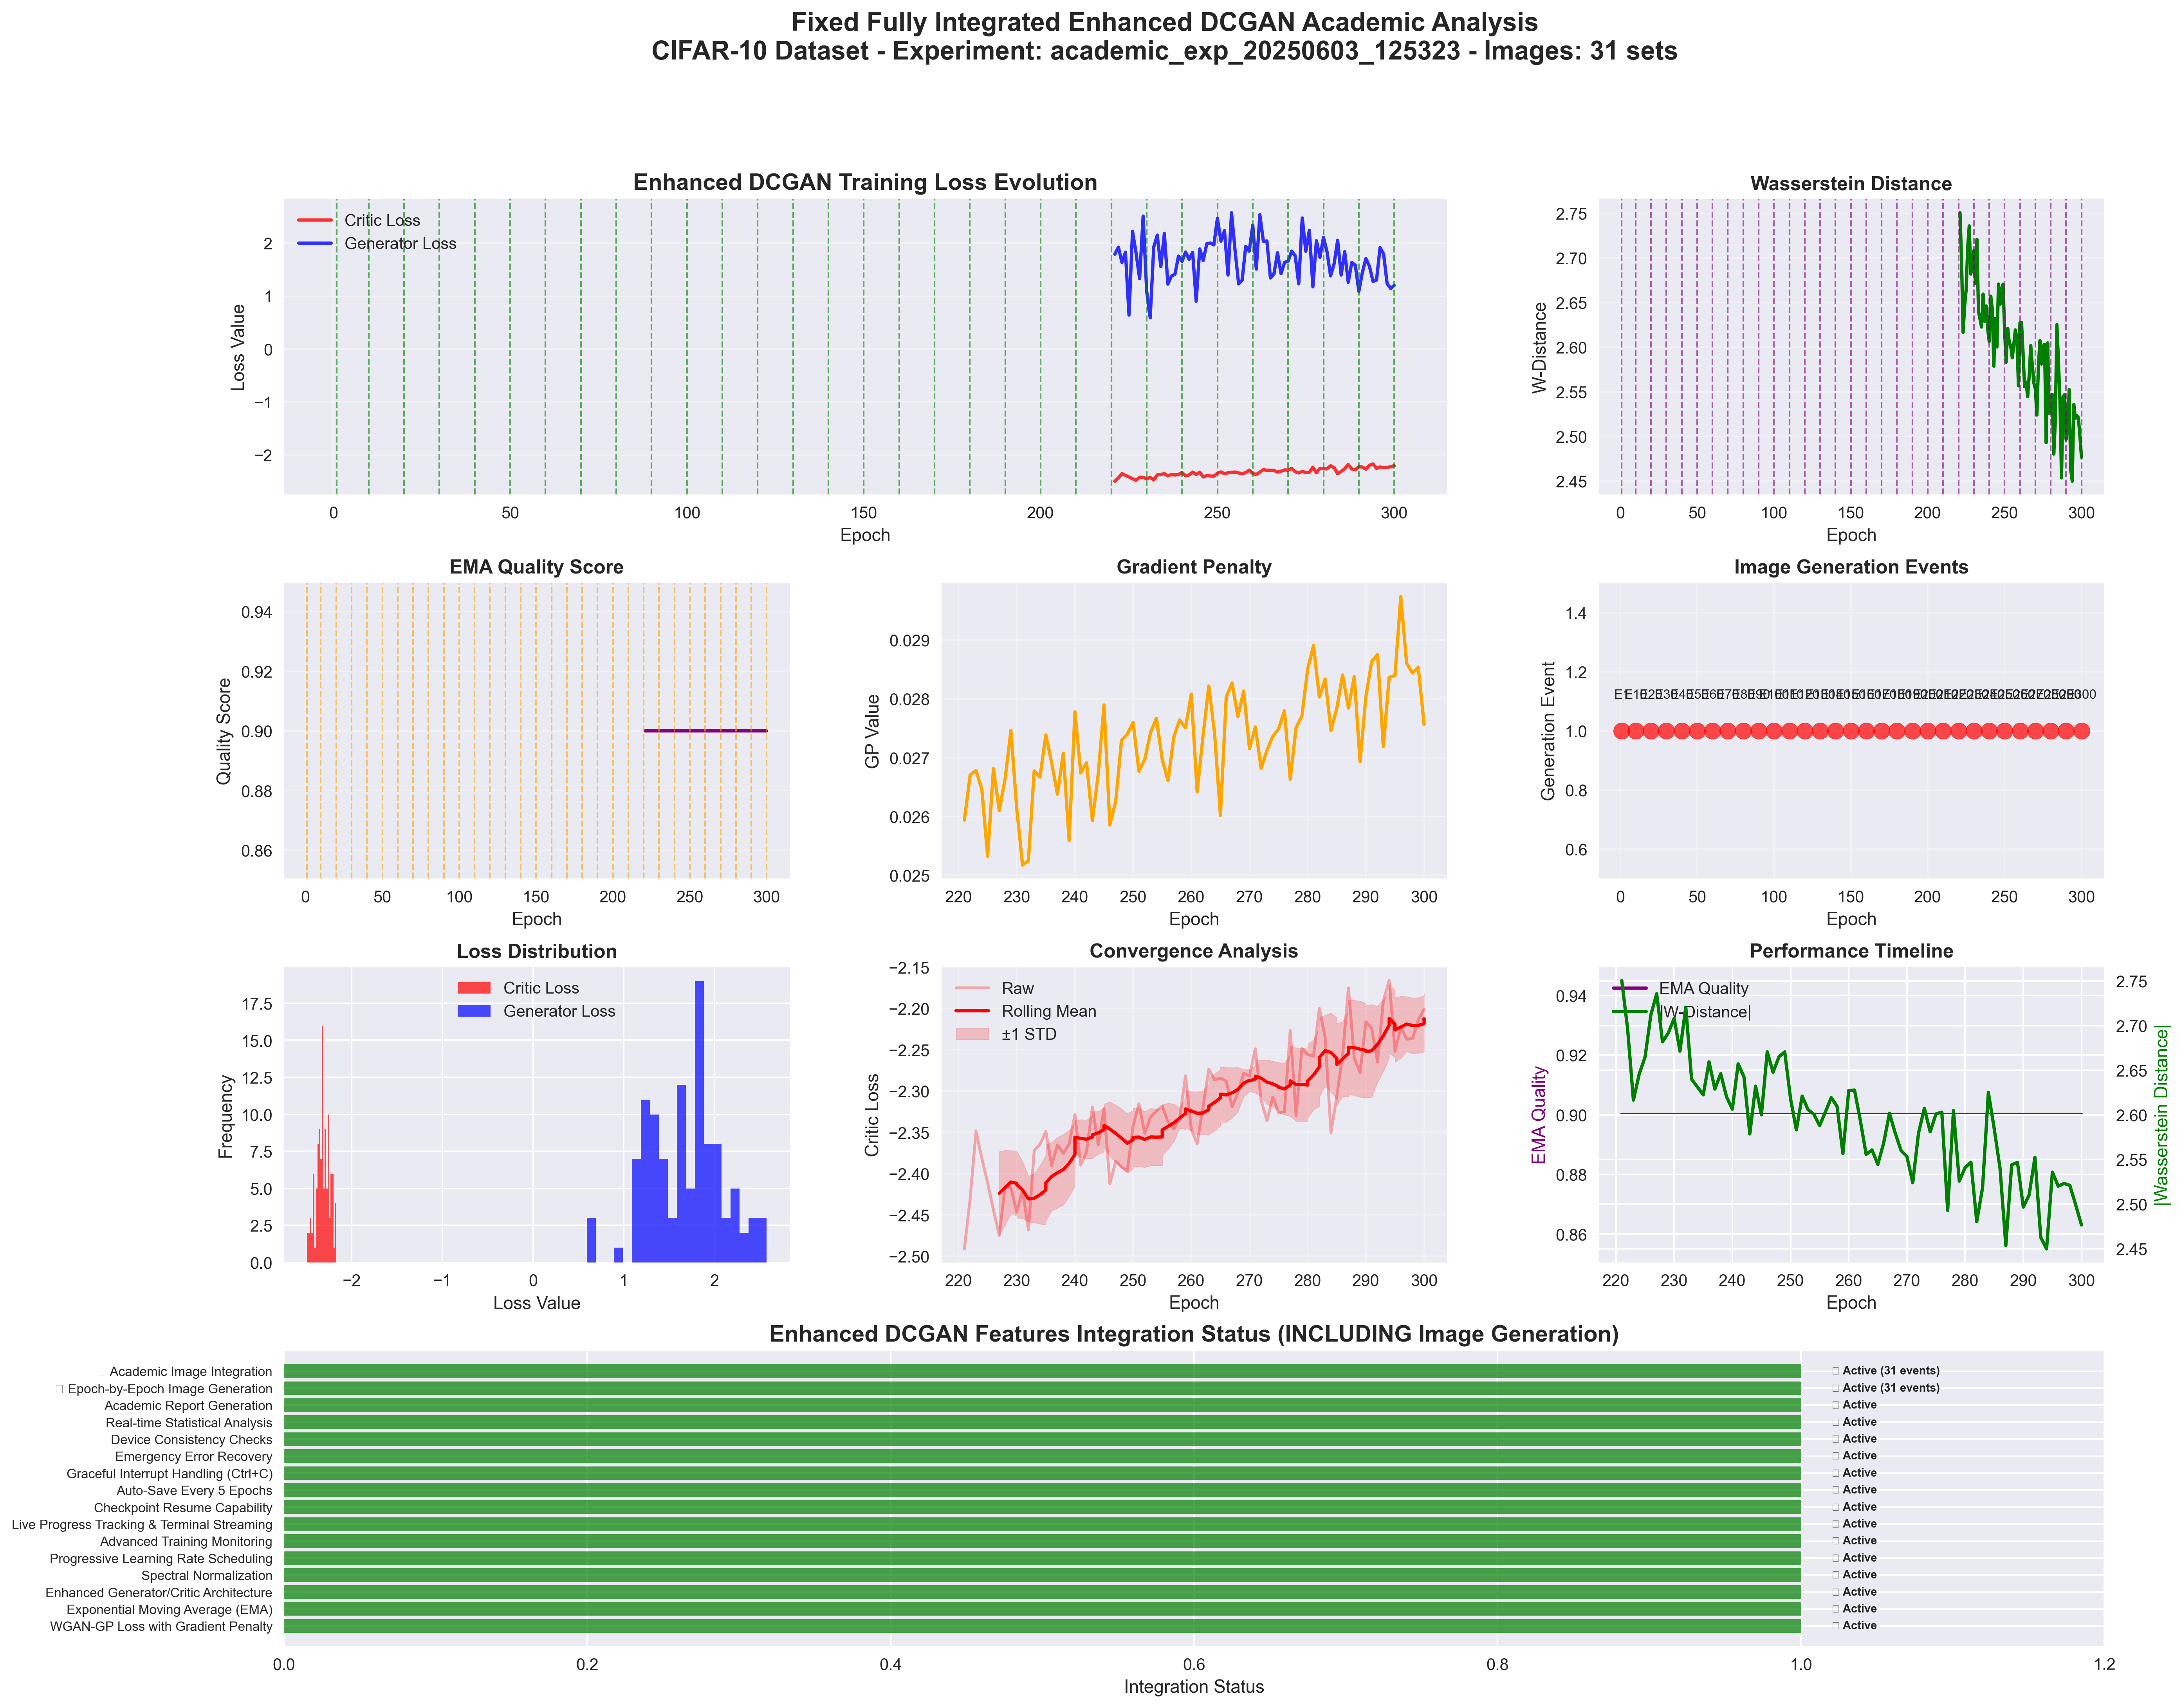 Fixed Fully Integrated Enhanced DCGAN Academic Analysis
CIFAR-10 Dataset - Experiment: academic_exp_20250603_125323 - Images: 31 sets
Enhanced DCGAN Training Loss Evolution
Critic Loss
Generator Loss
Loss Value
2
1
0
−1
−2
0 50 100 150 200 250 300
Epoch
Wasserstein Distance
W-Distance
2.75
2.70
2.65
2.60
2.55
2.50
2.45
0 50 100 150 200 250 300
Epoch
EMA Quality Score
Quality Score
0.94
0.92
0.90
0.88
0.86
0 50 100 150 200 250 300
Epoch
Gradient Penalty
GP Value
0.029
0.028
0.027
0.026
0.025
220 230 240 250 260 270 280 290 300
Epoch
Image Generation Events
Generation Event
1.4
1.2
1.0
0.8
0.6
E1
0 50 100 150 200 250 300
Epoch
Loss Distribution
Critic Loss
Generator Loss
Frequency
17.5
15.0
12.5
10.0
7.5
5.0
2.5
0.0
−2 −1 0 1 2
Loss Value
Convergence Analysis
Raw
Rolling Mean
±1 STD
Critic Loss
−2.15
−2.20
−2.25
−2.30
−2.35
−2.40
−2.45
−2.50
220 230 240 250 260 270 280 290 300
Epoch
Performance Timeline
EMA Quality
|W-Distance|
EMA Quality
0.94
0.92
0.90
0.88
0.86
2.75
2.70
2.65
2.60
2.55
2.50
2.45
|Wasserstein Distance|
220 230 240 250 260 270 280 290 300
Epoch
Enhanced DCGAN Features Integration Status (INCLUDING Image Generation)
Academic Image Integration Active (31 events)
Epoch-by-Epoch Image Generation Active (31 events)
Academic Report Generation Active
Real-time Statistical Analysis Active
Device Consistency Checks Active
Emergency Error Recovery Active
Graceful Interrupt Handling (Ctrl+C) Active
Auto-Save Every 5 Epochs Active
Checkpoint Resume Capability Active
Live Progress Tracking & Terminal Streaming Active
Advanced Training Monitoring Active
Progressive Learning Rate Scheduling Active
Spectral Normalization Active
Enhanced Generator/Critic Architecture Active
Exponential Moving Average (EMA) Active
WGAN-GP Loss with Gradient Penalty Active
0.0 0.2 0.4 0.6 0.8 1.0 1.2
Integration Status